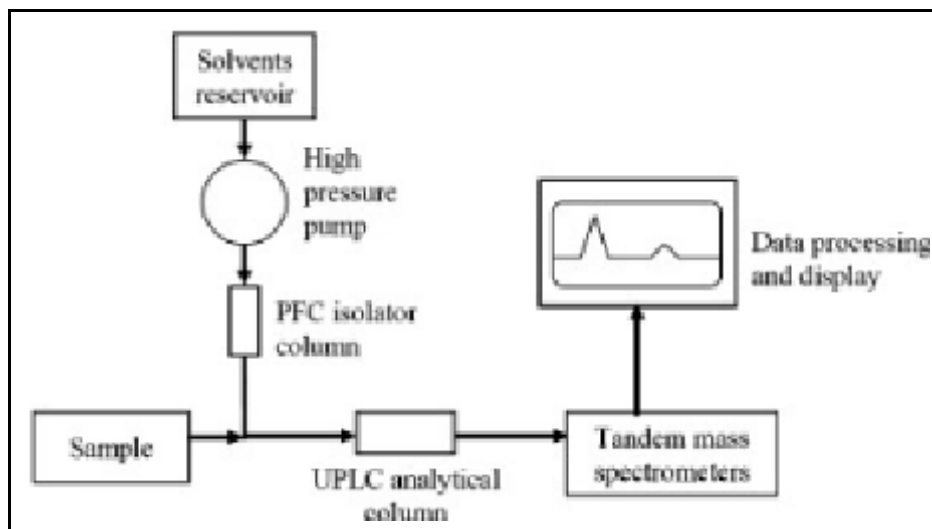 Solvents
reservoir
High
pressure
pump
PFC isolator
column
Data processing
and display
Sample
UPLC analytical
column
Tandem mass
spectrometers